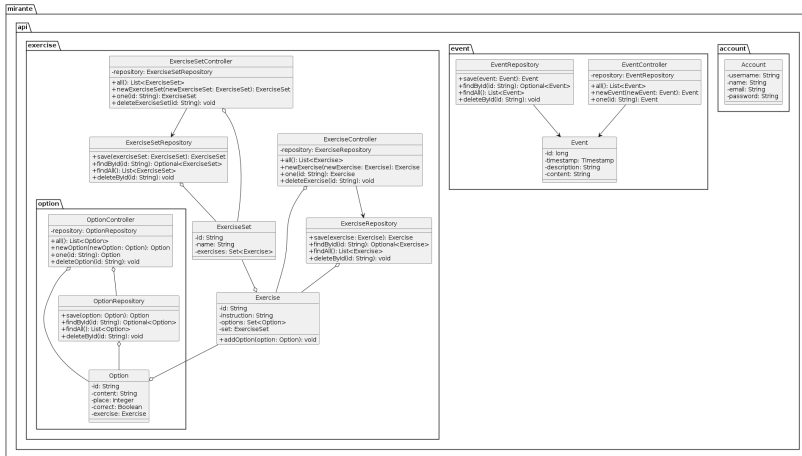 mirante
api
exercise
ExerciseSetController
-repository: ExerciseSetRepository
+all(): List<ExerciseSet>
+newExerciseSet(newExerciseSet: ExerciseSet): ExerciseSet
+one(id: String): ExerciseSet
+deleteExerciseSet(id: String): void
ExerciseSetRepository
+save(exerciseSet: ExerciseSet): ExerciseSet
+findById(id: String): Optional<ExerciseSet>
+findAll(): List<ExerciseSet>
+deleteById(id: String): void
ExerciseController
-repository: ExerciseRepository
+all(): List<Exercise>
+newExercise(newExercise: Exercise): Exercise
+one(id: String): Exercise
+deleteExercise(id: String): void
option
OptionController
-repository: OptionRepository
+all(): List<Option>
+newOption(newOption: Option): Option
+one(id: String): Option
+deleteOption(id: String): void
ExerciseSet
-id: String
-name: String
-exercises: Set<Exercise>
ExerciseRepository
+save(exercise: Exercise): Exercise
+findById(id: String): Optional<Exercise>
+findAll(): List<Exercise>
+deleteById(id: String): void
OptionRepository
+save(option: Option): Option
+findById(id: String): Optional<Option>
+findAll(): List<Option>
+deleteById(id: String): void
Exercise
-id: String
-instruction: String
-options: Set<Option>
-set: ExerciseSet
+addOption(option: Option): void
Option
-id: String
-content: String
-place: Integer
-correct: Boolean
-exercise: Exercise
event
EventRepository
+save(event: Event): Event
+findById(id: String): Optional<Event>
+findAll(): List<Event>
+deleteById(id: String): void
EventController
-repository: EventRepository
+all(): List<Event>
+newEvent(newEvent: Event): Event
+one(id: String): Event
Event
-id: long
-timestamp: Timestamp
-description: String
-content: String
account
Account
-username: String
-name: String
-email: String
-password: String